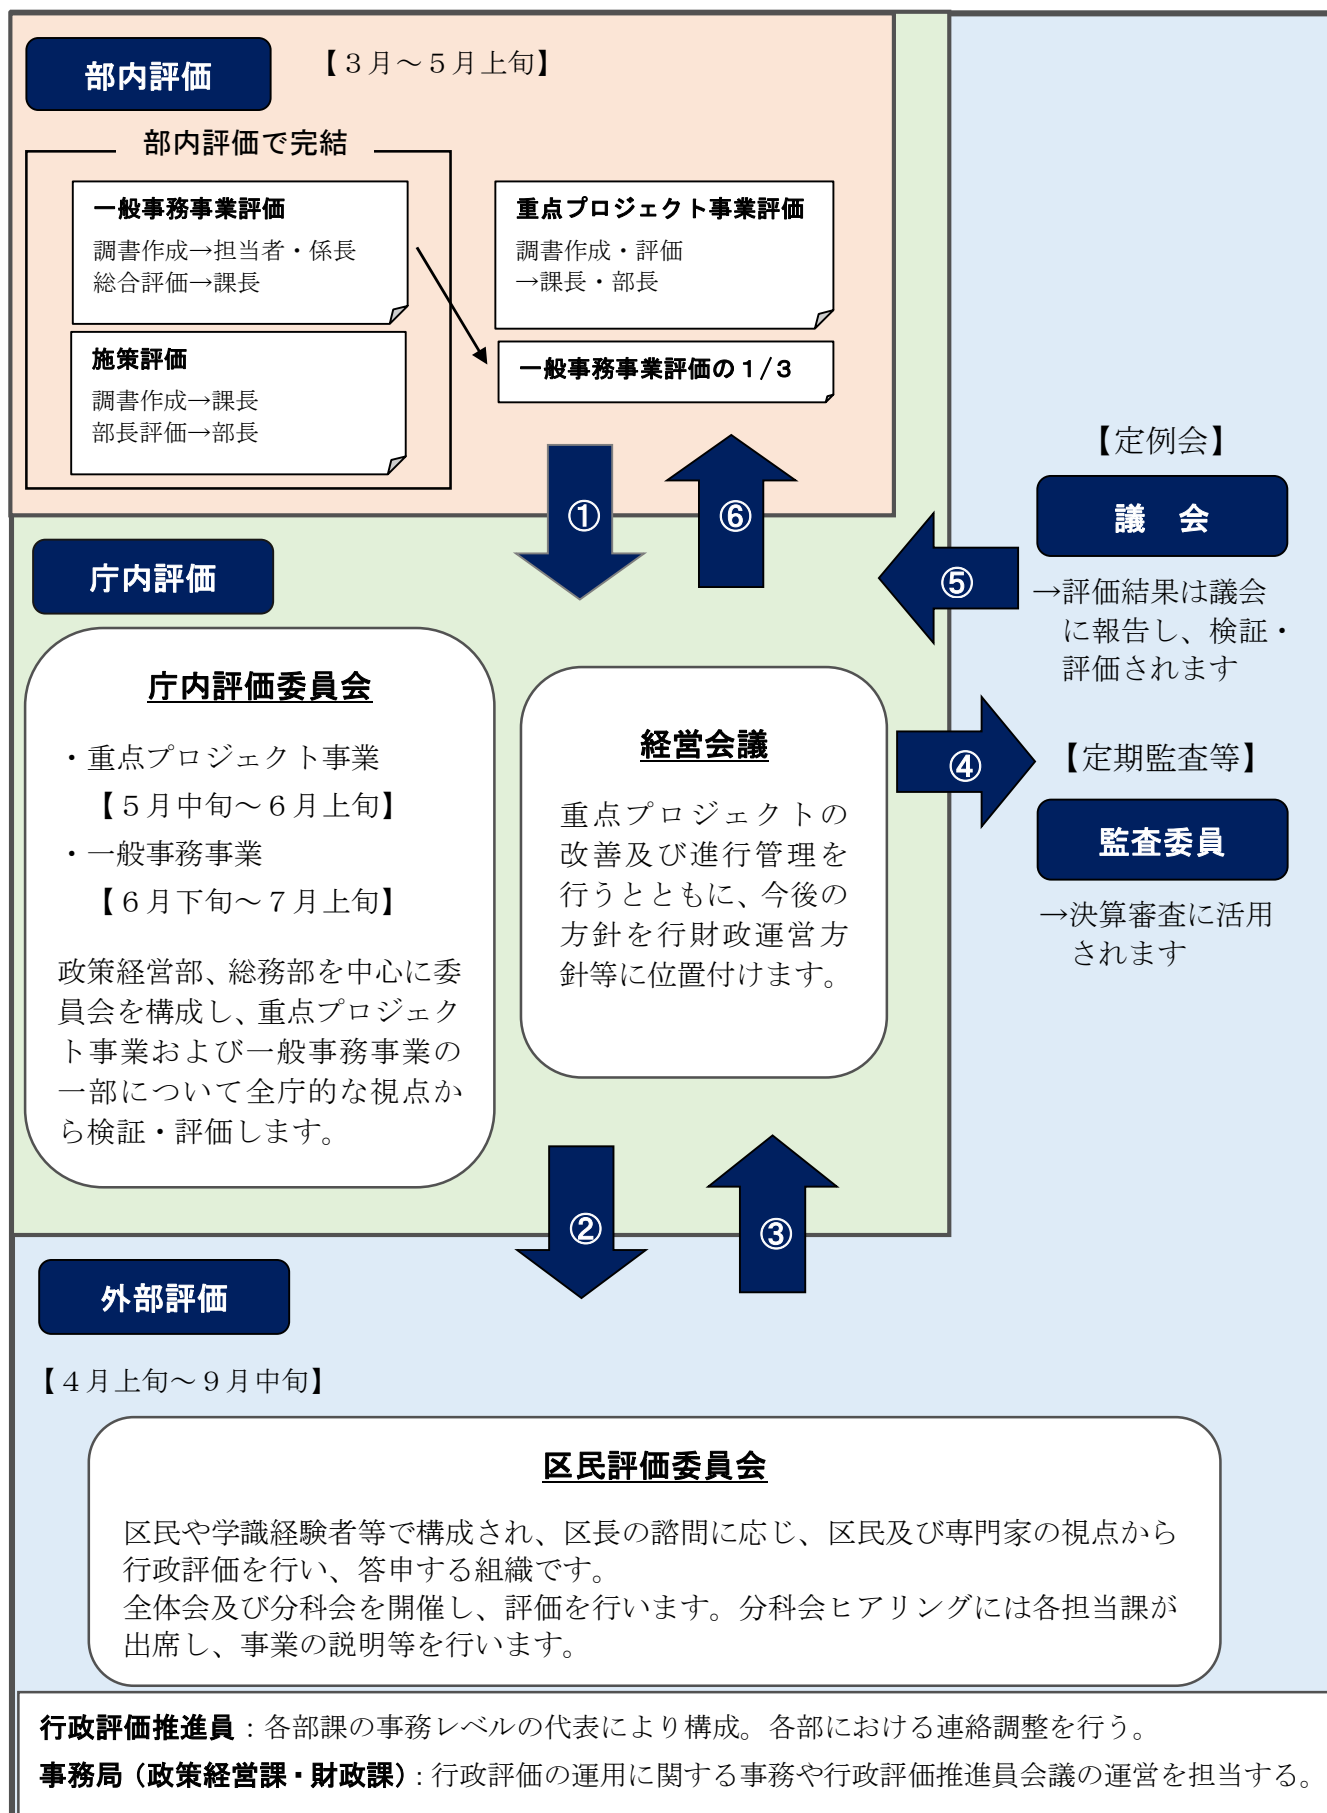 部内評価
【３月～５月上旬】
部内評価で完結
一般事務事業評価
調書作成→担当者・係長
総合評価→課長
施策評価
調書作成→課長
部長評価→部長
重点プロジェクト事業評価
調書作成・評価
→課長・部長
一般事務事業評価の１/３
①
⑥
【定例会】
議　会
→評価結果は議会
に報告し、検証・
評価されます
⑤
庁内評価
庁内評価委員会
・重点プロジェクト事業
【５月中旬～６月上旬】
・一般事務事業
【６月下旬～７月上旬】
政策経営部、総務部を中心に委
員会を構成し、重点プロジェク
ト事業および一般事務事業の
一部について全庁的な視点か
ら検証・評価します。
経営会議
重点プロジェクトの
改善及び進行管理を
行うとともに、今後の
方針を行財政運営方
針等に位置付けます。
④
【定期監査等】
監査委員
→決算審査に活用
されます
②
③
外部評価
【４月上旬～９月中旬】
区民評価委員会
区民や学識経験者等で構成され、区長の諮問に応じ、区民及び専門家の視点から
行政評価を行い、答申する組織です。
全体会及び分科会を開催し、評価を行います。分科会ヒアリングには各担当課が
出席し、事業の説明等を行います。
行政評価推進員：各部課の事務レベルの代表により構成。各部における連絡調整を行う。
事務局（政策経営課・財政課）：行政評価の運用に関する事務や行政評価推進員会議の運営を担当する。